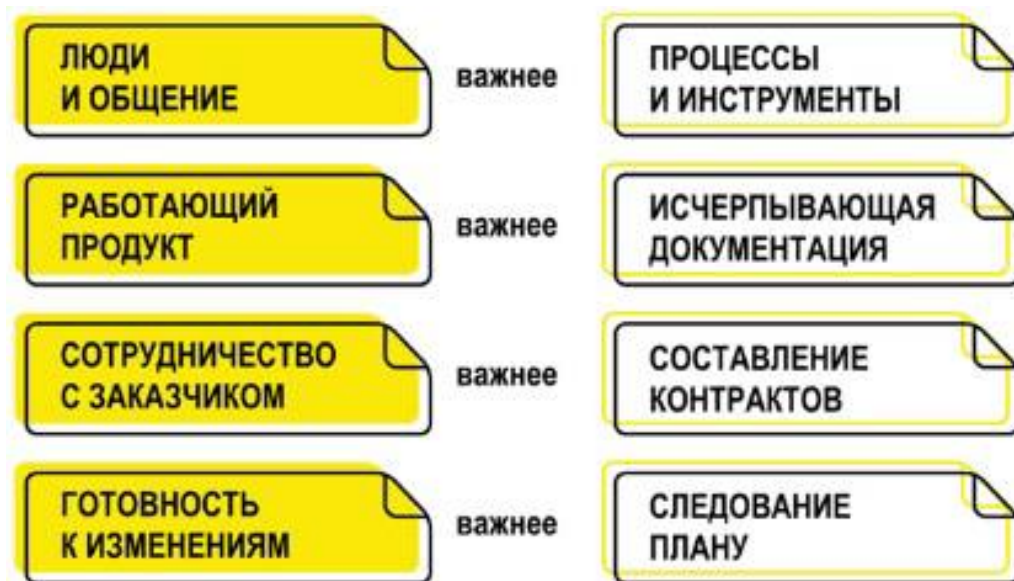 ЛЮДИ
И ОБЩЕНИЕ
важнее
ПРОЦЕССЫ
И ИНСТРУМЕНТЫ
РАБОТАЮЩИЙ
ПРОДУКТ
важнее
ИСЧЕРПЫВАЮЩАЯ
ДОКУМЕНТАЦИЯ
СОТРУДНИЧЕСТВО
С ЗАКАЗЧИКОМ
важнее
СОСТАВЛЕНИЕ
КОНТРАКТОВ
ГОТОВНОСТЬ
К ИЗМЕНЕНИЯМ
важнее
СЛЕДОВАНИЕ
ПЛАНУ